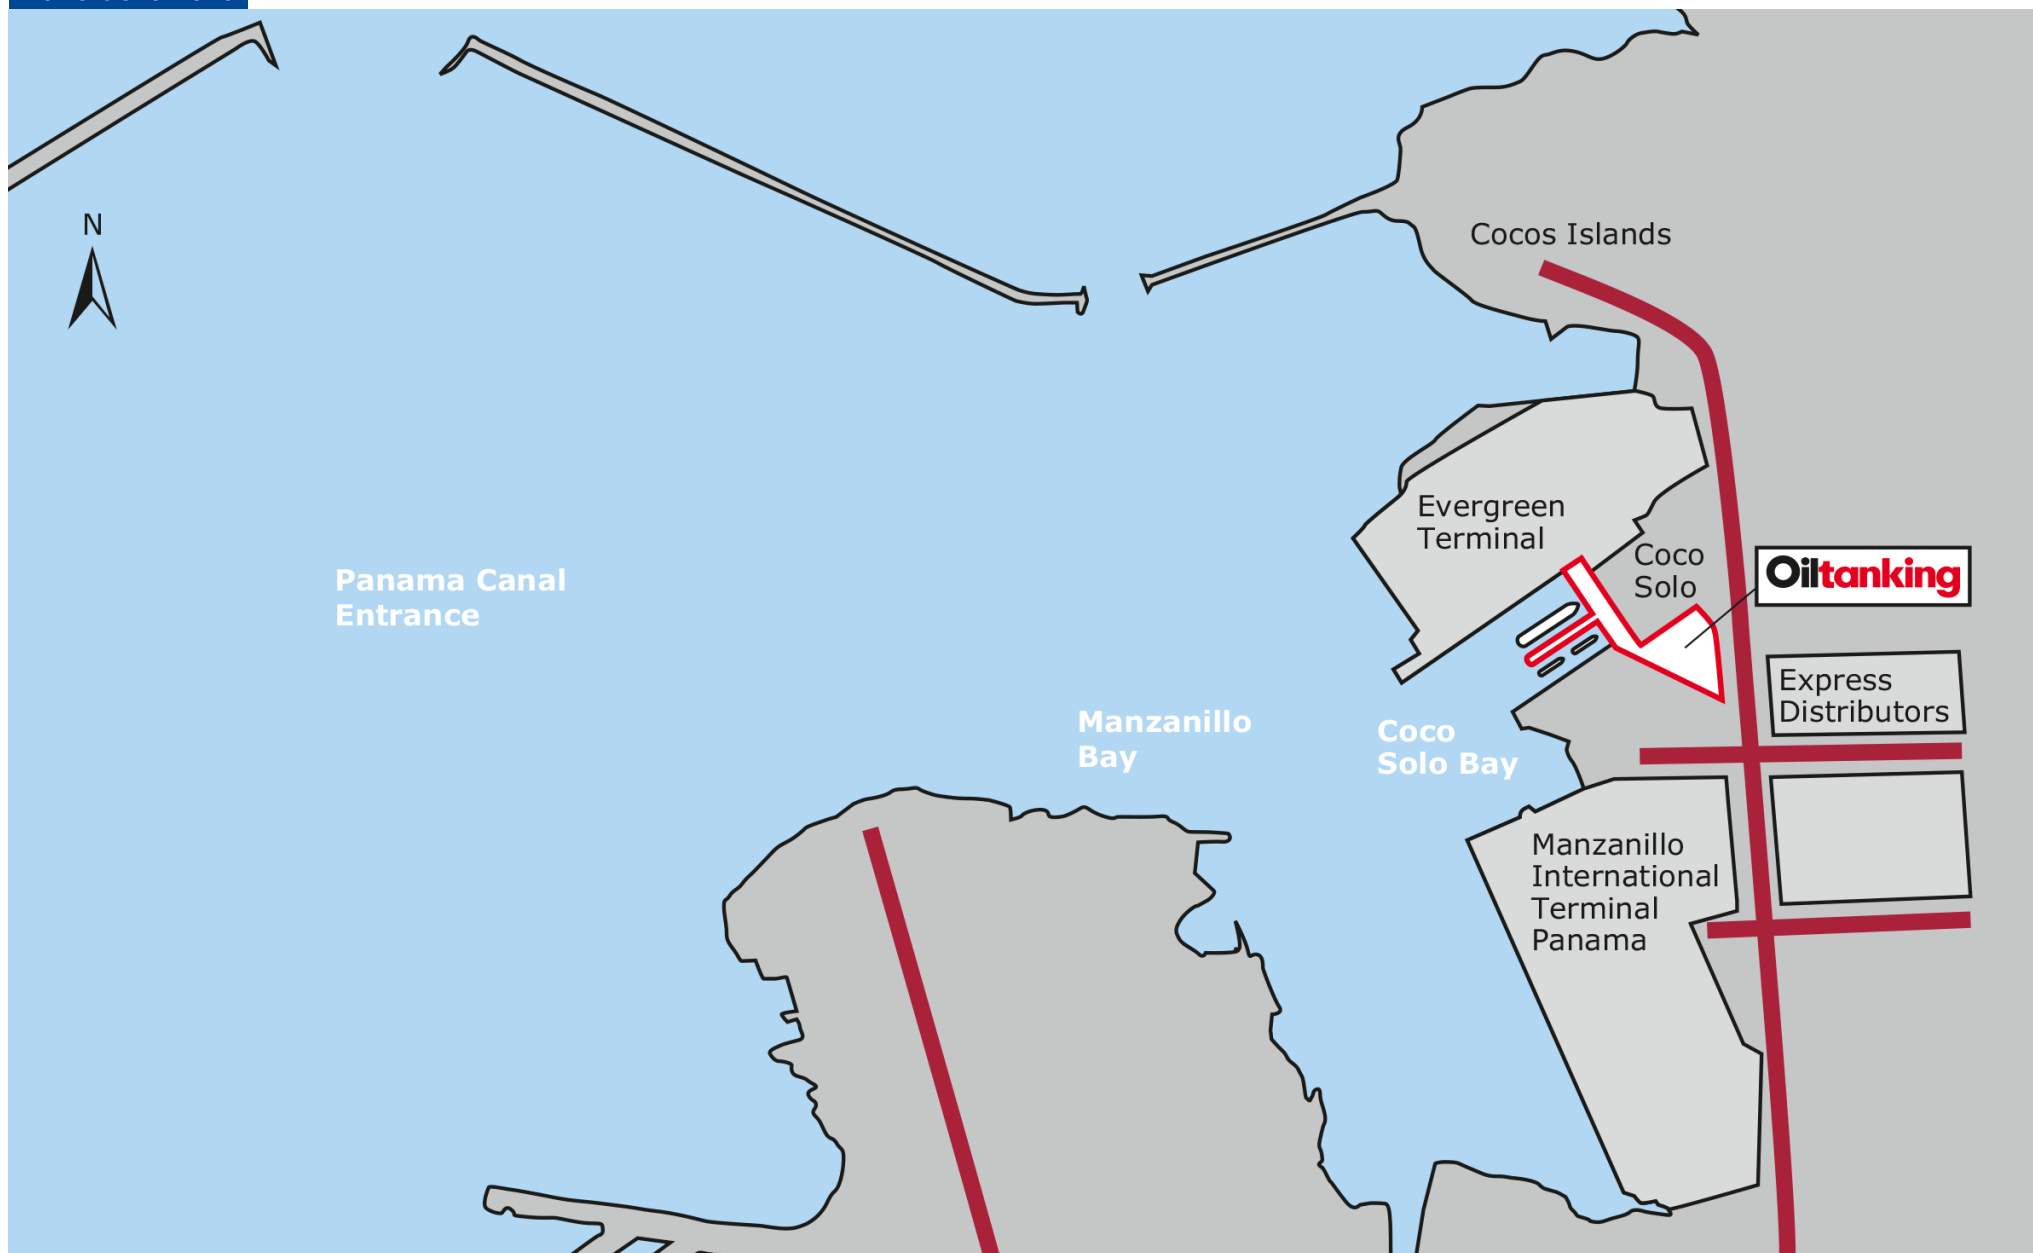 N
Cocos Islands
Evergreen
Terminal
Coco
Solo
Oiltanking
Panama Canal
Entrance
Express
Distributors
Manzanillo
Bay
Coco
Solo Bay
Manzanillo
International
Terminal
Panama